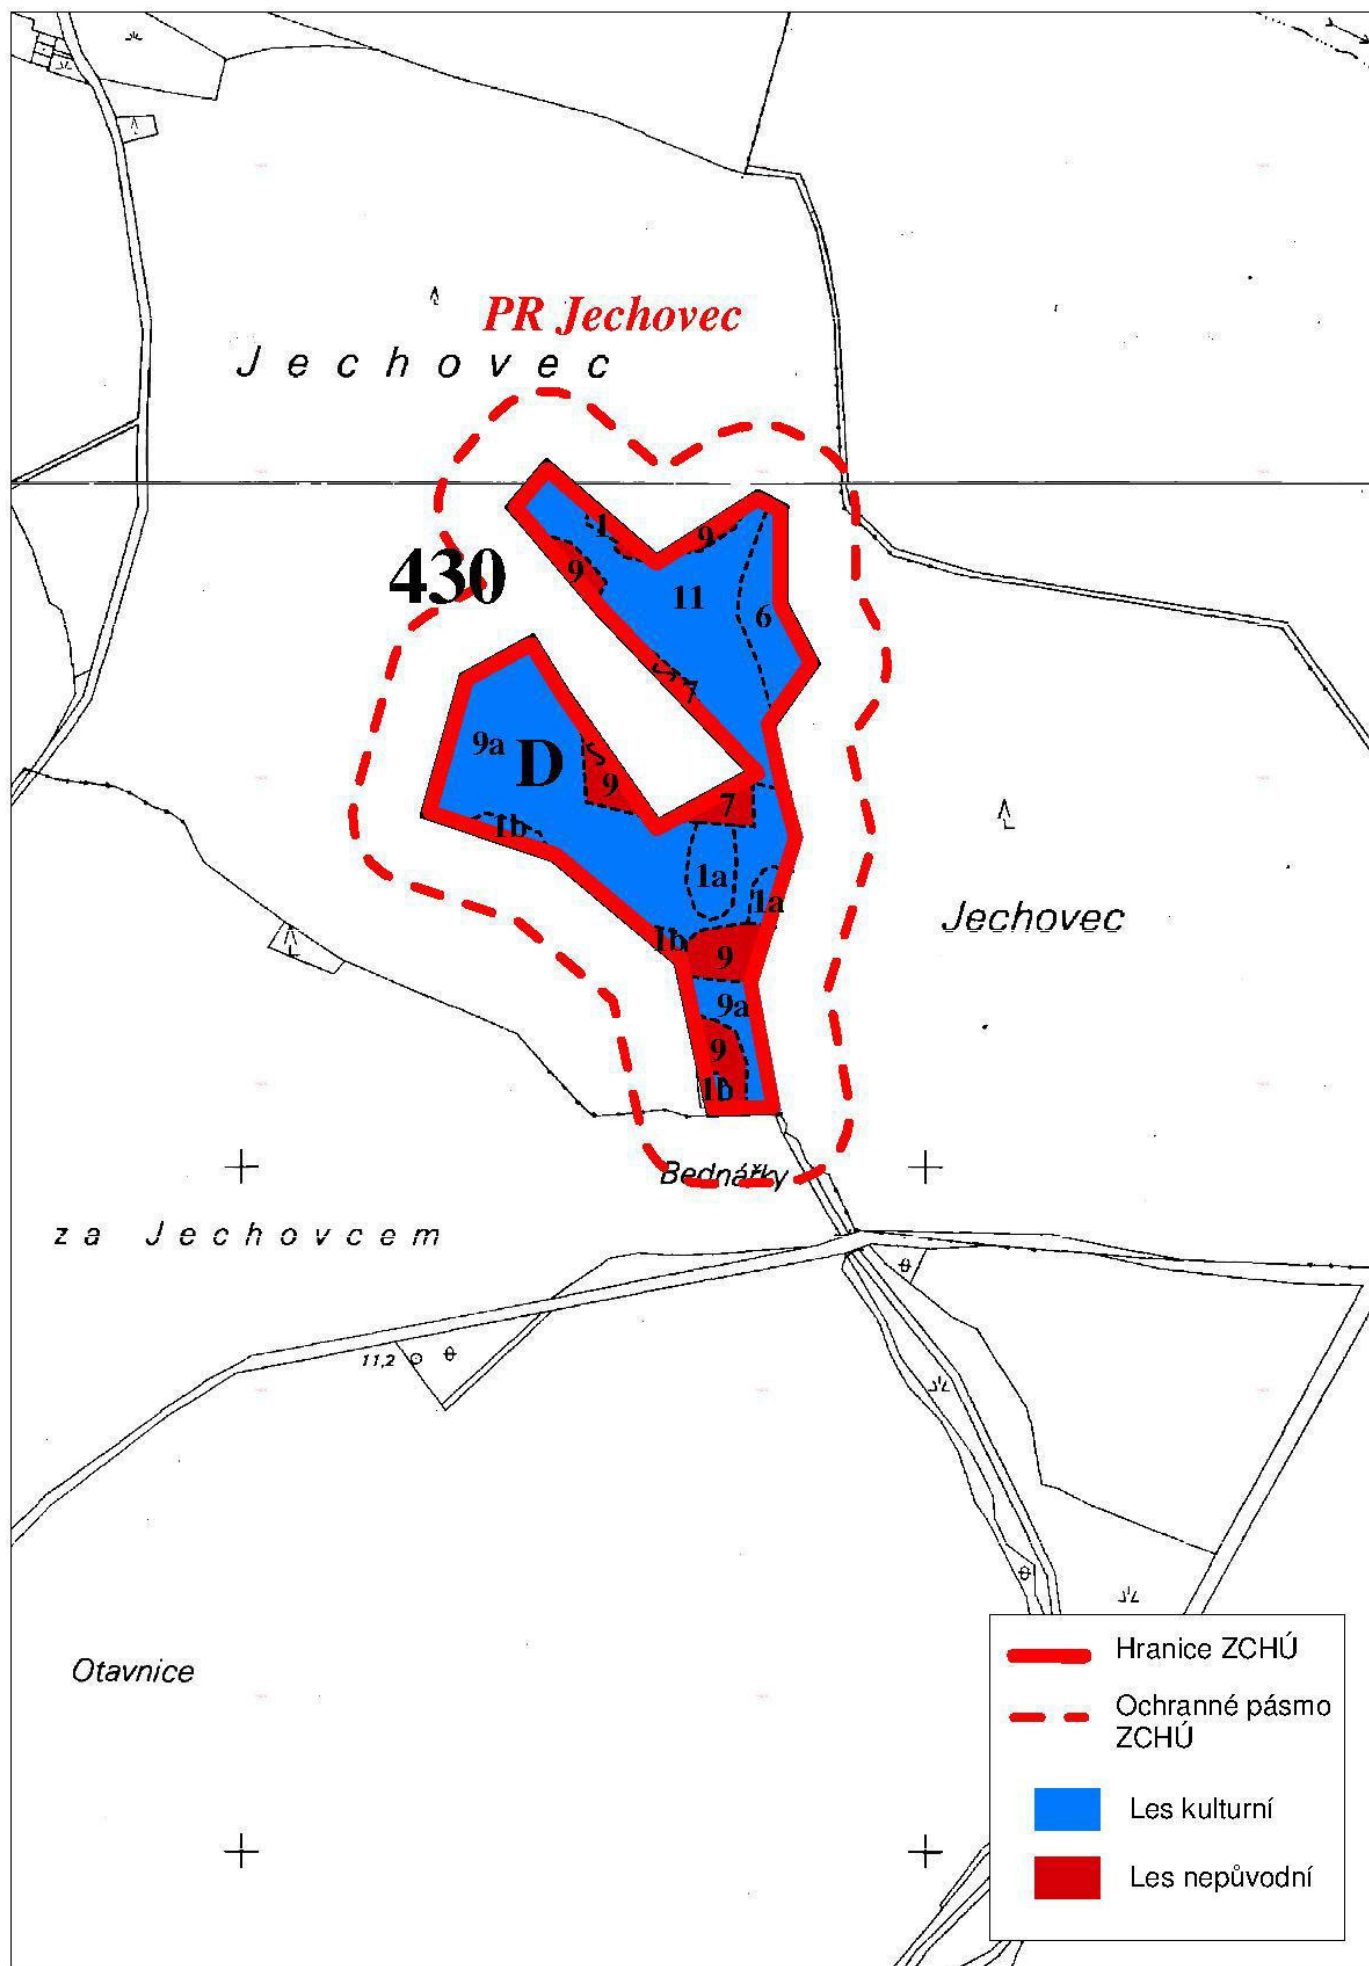 PR Jechovec
Jechovec
430
1
9
9
11
6
7
9a
D
9
7
1b
1a
1a
1b
9
9a
9
1b
Jechovec
Bednářky
za Jechovcem
11,2
Otavnice
Hranice ZCHÚ
Ochranné pásmo
ZCHÚ
Les kulturní
Les nepůvodní